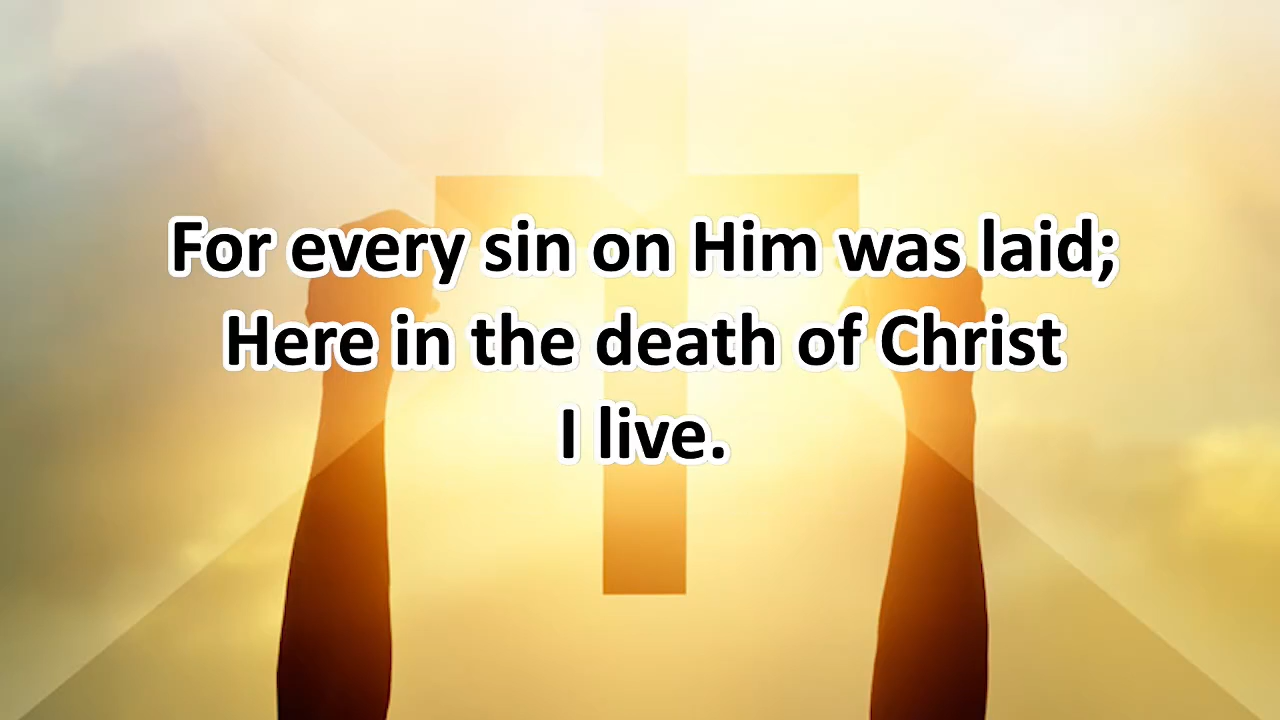 For every sin on Him was laid;
Here in the death of Christ
I live.